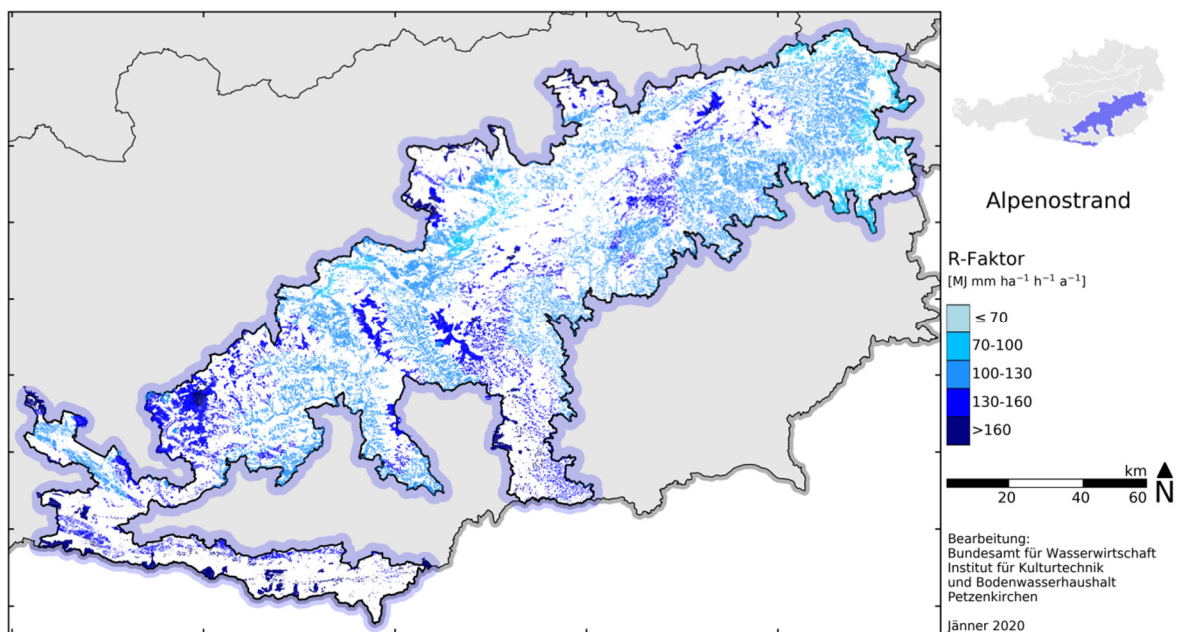 Alpenostrand
R-Faktor
[MJ mm ha⁻¹ h⁻¹ a⁻¹]
≤ 70
70-100
100-130
130-160
>160
km
20 40 60
N
Bearbeitung:
Bundesamt für Wasserwirtschaft
Institut für Kulturtechnik
und Bodenwasserhaushalt
Petzenkirchen
Jänner 2020